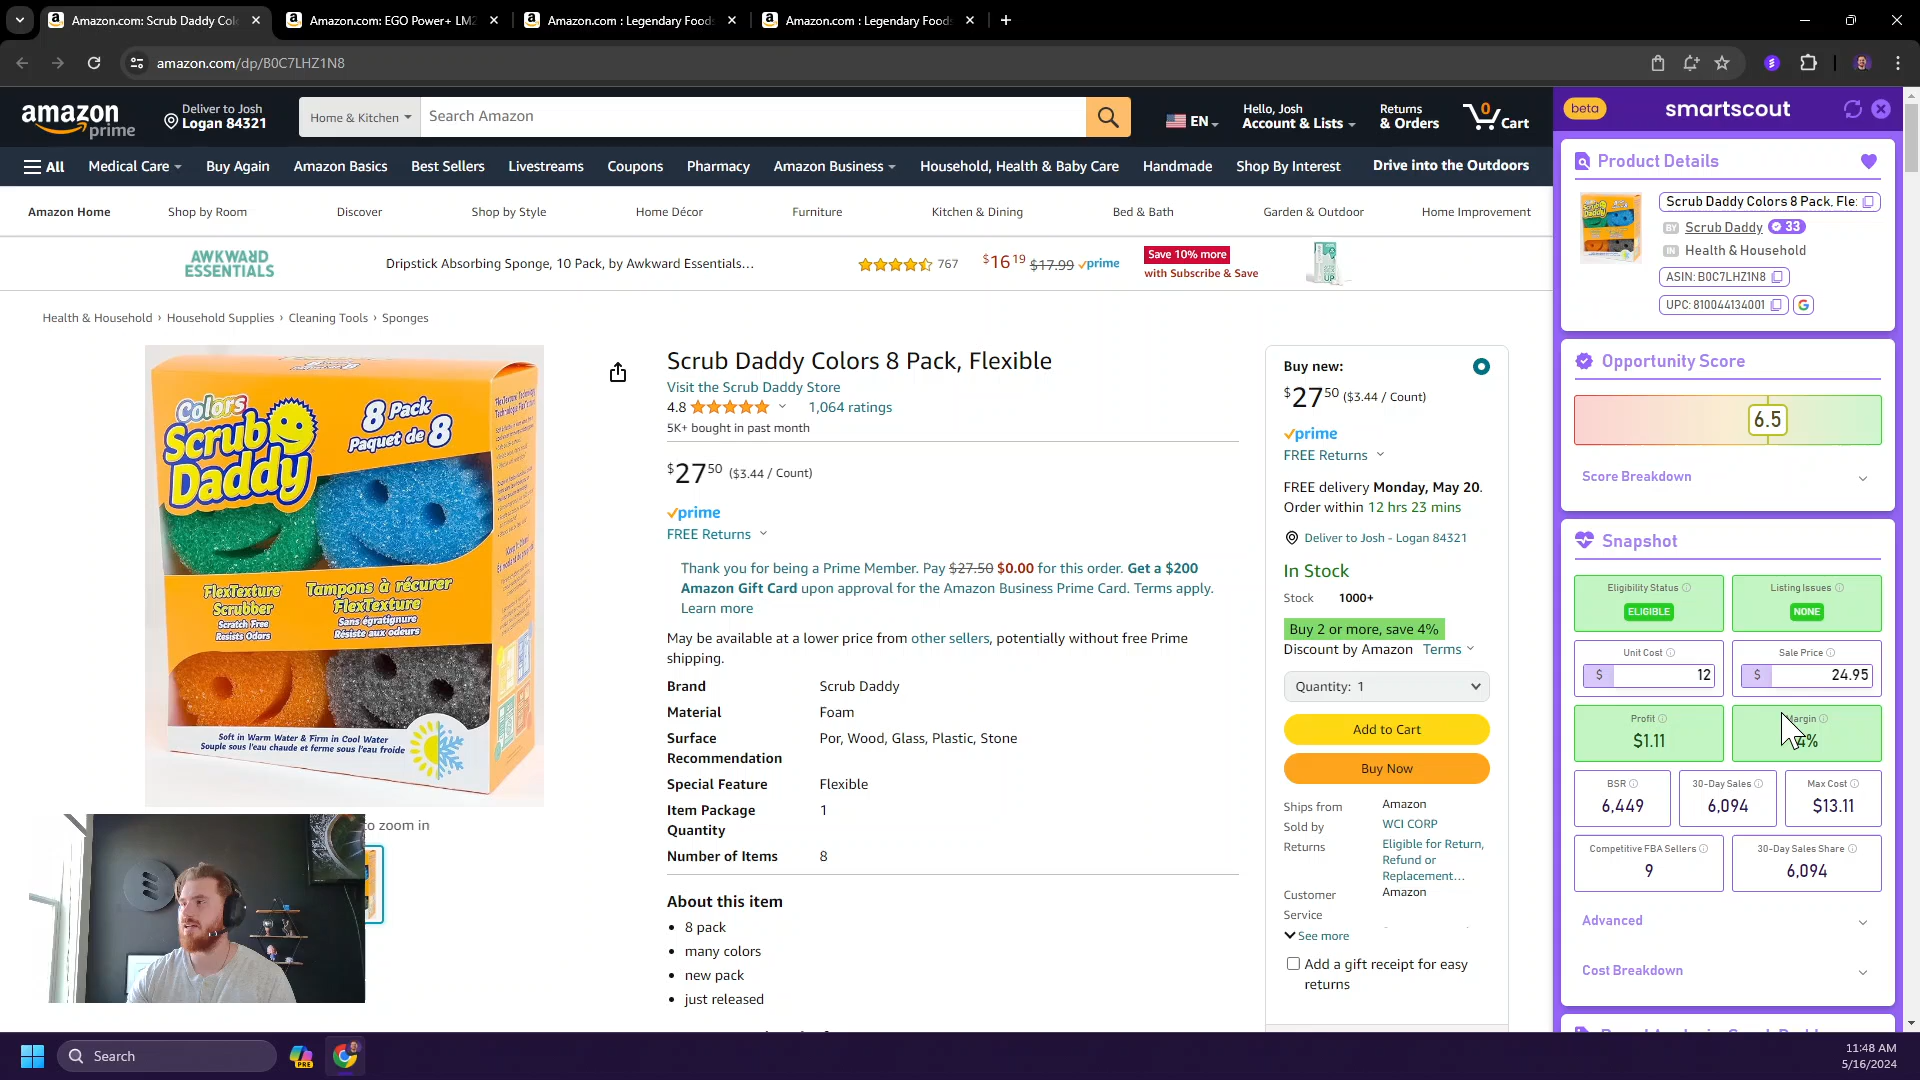 Amazon.com: Scrub Daddy Col
Amazon.com: EGO Power+ LM2
Amazon.com : Legendary Foods
Amazon.com : Legendary Foods
amazon.com/dp/B0C7LHZ1N8
amazon prime
Deliver to Josh
Logan 84321
Home & Kitchen
Search Amazon
EN
Hello, Josh
Account & Lists
Returns
& Orders
0
Cart
All
Medical Care
Buy Again
Amazon Basics
Best Sellers
Livestreams
Coupons
Pharmacy
Amazon Business
Household, Health & Baby Care
Handmade
Shop By Interest
Drive into the Outdoors
Amazon Home
Shop by Room
Discover
Shop by Style
Home Décor
Furniture
Kitchen & Dining
Bed & Bath
Garden & Outdoor
Home Improvement
AWKWARD
ESSENTIALS
Dripstick Absorbing Sponge, 10 Pack, by Awkward Essentials...
767
$16 19 $17.99 prime
Save 10% more
with Subscribe & Save
Health & Household › Household Supplies › Cleaning Tools › Sponges
Colors
Scrub
Daddy
8 Pack
Paquet de 8
FlexTexture
Scrubber
Scratch Free
Resists Odors
Tampons à récurer
FlexTexture
Sans égratignure
Résiste aux odeurs
Soft in Warm Water & Firm in Cool Water
Souple sous l'eau chaude et ferme sous l'eau froide
to zoom in
Scrub Daddy Colors 8 Pack, Flexible
Visit the Scrub Daddy Store
4.8
1,064 ratings
5K+ bought in past month
$27 50 ($3.44 / Count)
prime
FREE Returns
Thank you for being a Prime Member. Pay $27.50 $0.00 for this order. Get a $200
Amazon Gift Card upon approval for the Amazon Business Prime Card. Terms apply.
Learn more
May be available at a lower price from other sellers, potentially without free Prime
shipping.
Brand Scrub Daddy
Material Foam
Surface Por, Wood, Glass, Plastic, Stone
Recommendation
Special Feature Flexible
Item Package 1
Quantity
Number of Items 8
About this item
• 8 pack
• many colors
• new pack
• just released
Buy new:
$27 50 ($3.44 / Count)
prime
FREE Returns
FREE delivery Monday, May 20.
Order within 12 hrs 23 mins
Deliver to Josh - Logan 84321
In Stock
Stock 1000+
Buy 2 or more, save 4%
Discount by Amazon Terms
Quantity: 1
Add to Cart
Buy Now
Ships from Amazon
Sold by WCI CORP
Returns Eligible for Return,
Refund or
Replacement...
Customer Amazon
Service
See more
Add a gift receipt for easy
returns
beta
smartscout
Product Details
Scrub Daddy Colors 8 Pack, Fle:
BY Scrub Daddy 33
IN Health & Household
ASIN: B0C7LHZ1N8
UPC: 810044134001
Opportunity Score
6.5
Score Breakdown
Snapshot
Eligibility Status
ELIGIBLE
Listing Issues
NONE
Unit Cost
$ 12
Sale Price
$ 24.95
Profit
$1.11
Margin
4%
BSR
6,449
30-Day Sales
6,094
Max Cost
$13.11
Competitive FBA Sellers
9
30-Day Sales Share
6,094
Advanced
Cost Breakdown
Search
PRE
11:48 AM
5/16/2024